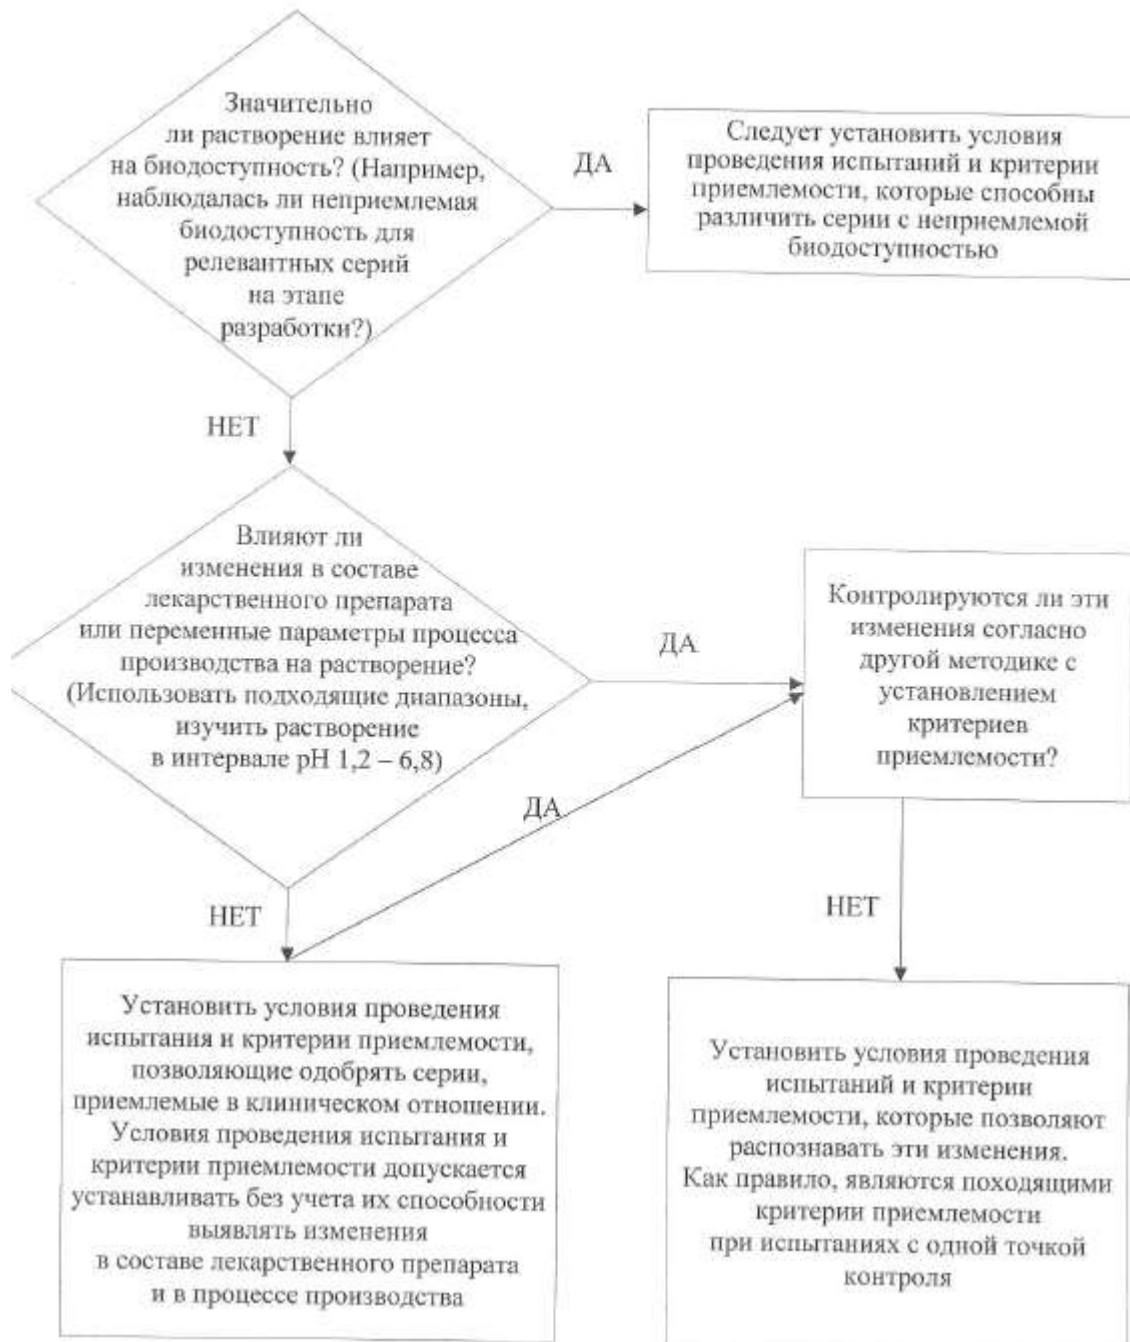 Значительно
ли растворение влияет
на биодоступность? (Например,
наблюдалась ли неприемлемая
биодоступность для
релевантных серий
на этапе
разработки?)
ДА
Следует установить условия
проведения испытаний и критерии
приемлемости, которые способны
различить серии с неприемлемой
биодоступностью
НЕТ
Влияют ли
изменения в составе
лекарственного препарата
или переменные параметры процесса
производства на растворение?
(Использовать подходящие диапазоны,
изучить растворение
в интервале pH 1,2 – 6,8)
ДА
Контролируются ли эти
изменения согласно
другой методике с
установлением
критериев
приемлемости?
ДА
НЕТ
НЕТ
Установить условия проведения
испытания и критерии приемлемости,
позволяющие одобрять серии,
приемлемые в клиническом отношении.
Условия проведения испытания и
критерии приемлемости допускается
устанавливать без учета их способности
выявлять изменения
в составе лекарственного препарата
и в процессе производства
Установить условия проведения
испытаний и критерии
приемлемости, которые позволяют
распознавать эти изменения.
Как правило, являются походящими
критерии приемлемости
при испытаниях с одной точкой
контроля